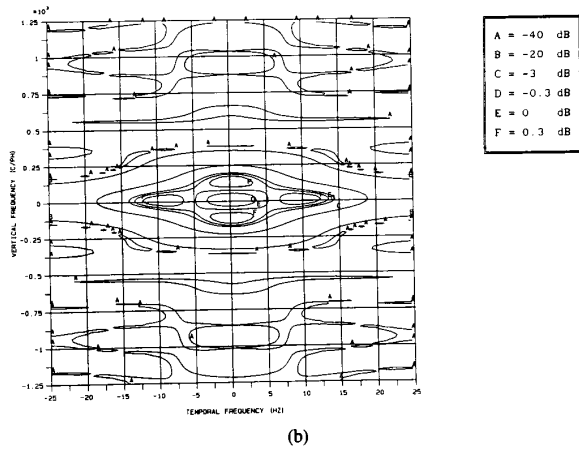 ×10³
1.25
1
0.75
0.5
0.25
0
-0.25
-0.5
-0.75
-1
-1.25
VERTICAL FREQUENCY (C/PH)
-25 -20 -15 -10 -5 0 5 10 15 20 25
TEMPORAL FREQUENCY (HZ)
A = -40 dB
B = -20 dB
C = -3 dB
D = -0.3 dB
E = 0 dB
F = 0.3 dB
(b)